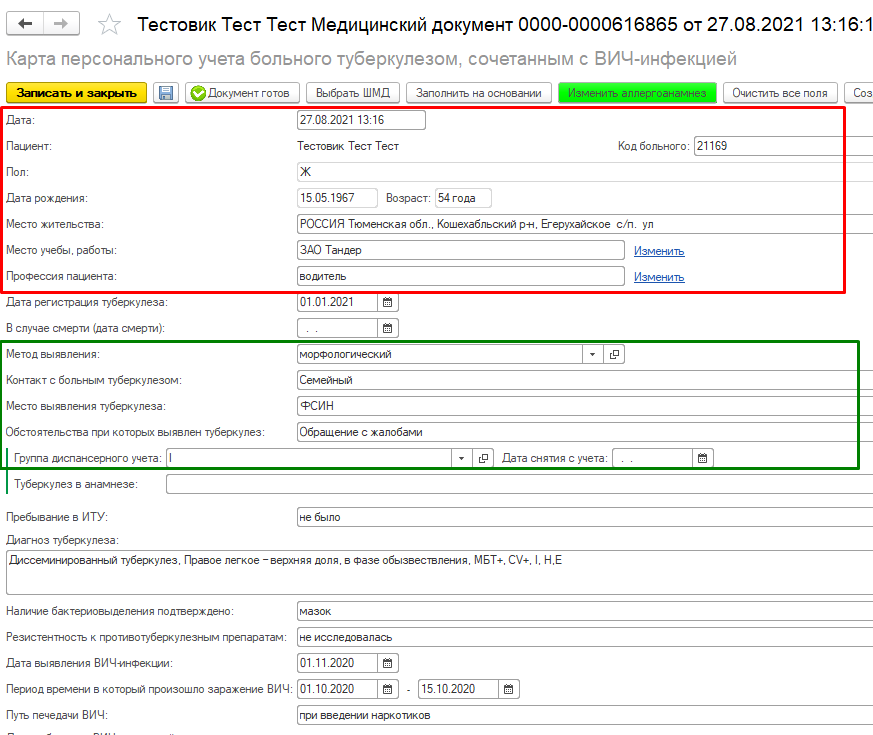 Тестовик Тест Тест Медицинский документ 0000-0000616865 от 27.08.2021 13:16:1
Карта персонального учета больного туберкулезом, сочетанным с ВИЧ-инфекцией
Записать и закрыть Документ готов Выбрать ШМД Заполнить на основании Изменить аллергоанамнез Очистить все поля Соз
Дата: 27.08.2021 13:16
Пациент: Тестовик Тест Тест Код больного: 21169
Пол: Ж
Дата рождения: 15.05.1967 Возраст: 54 года
Место жительства: РОССИЯ Тюменская обл., Кошехабльский р-н, Егерухайское с/п. ул
Место учебы, работы: ЗАО Тандер Изменить
Профессия пациента: водитель Изменить
Дата регистрации туберкулеза: 01.01.2021
В случае смерти (дата смерти): . .
Метод выявления: морфологический
Контакт с больным туберкулезом: Семейный
Место выявления туберкулеза: ФСИН
Обстоятельства при которых выявлен туберкулез: Обращение с жалобами
Группа диспансерного учета: I Дата снятия с учета: . .
Туберкулез в анамнезе:
Пребывание в ИТУ: не было
Диагноз туберкулеза:
Диссеминированный туберкулез, Правое легкое – верхняя доля, в фазе обызвествления, МБТ+, CV+, I, H,E
Наличие бактериовыделения подтверждено: мазок
Резистентность к противотуберкулезным препаратам: не исследовалась
Дата выявления ВИЧ-инфекции: 01.11.2020
Период времени в который произошло заражение ВИЧ: 01.10.2020 - 15.10.2020
Путь печедачи ВИЧ: при введении наркотиков